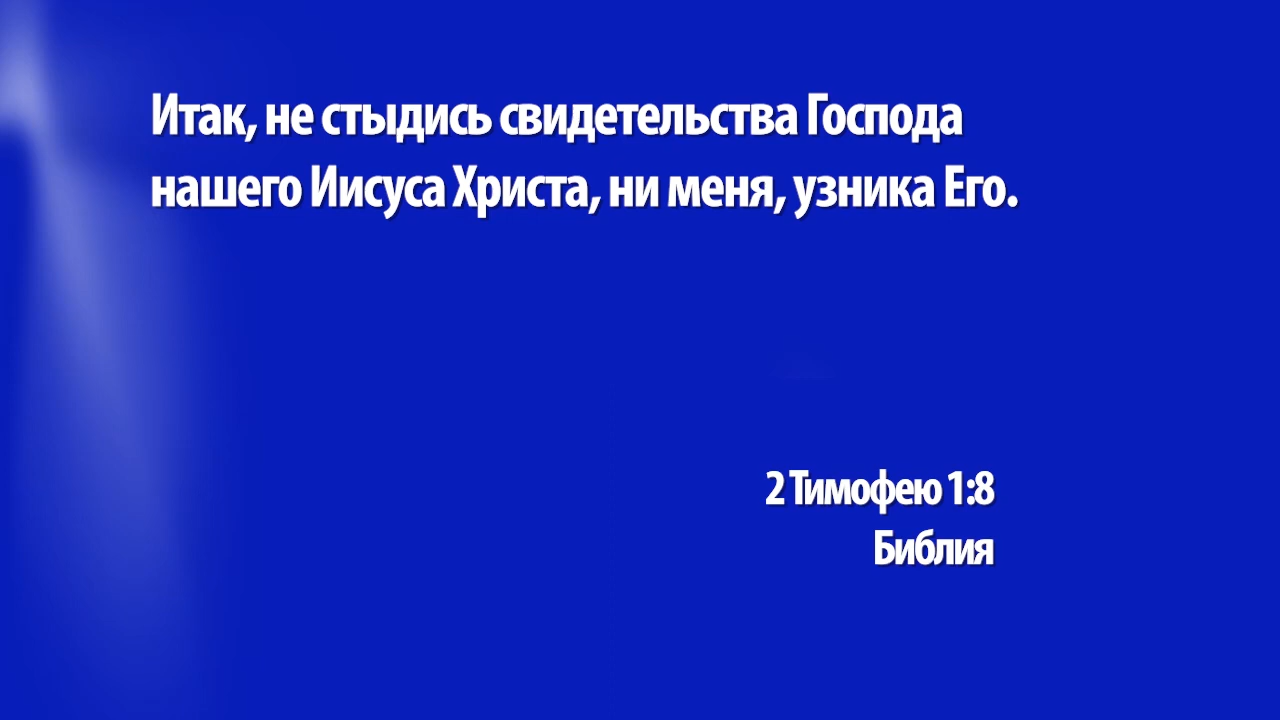 Итак, не стыдись свидетельства Господа
нашего Иисуса Христа, ни меня, узника Его.
2 Тимофею 1:8
Библия